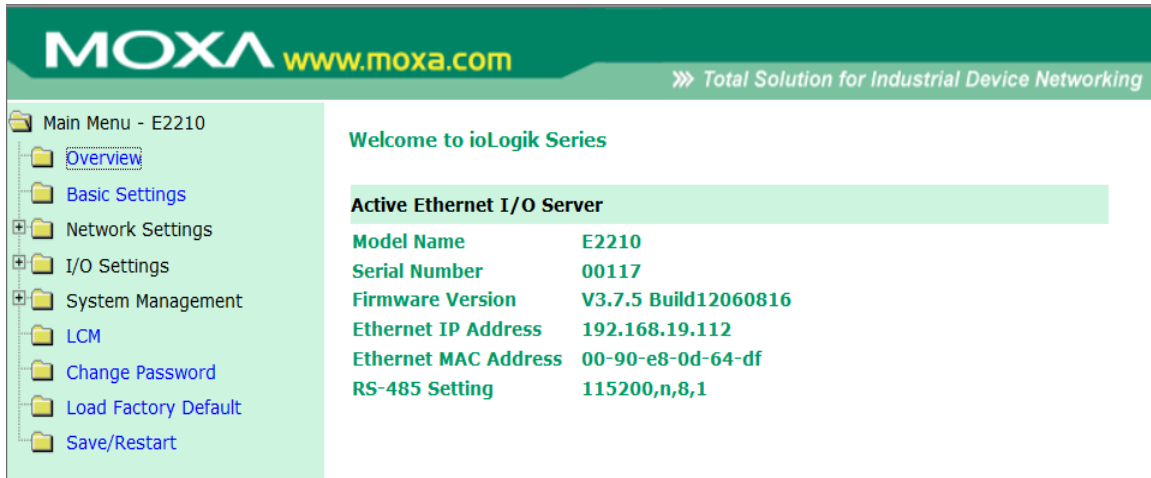 MOXA www.moxa.com
Total Solution for Industrial Device Networking
Main Menu - E2210
Overview
Basic Settings
Network Settings
I/O Settings
System Management
LCM
Change Password
Load Factory Default
Save/Restart
Welcome to ioLogik Series
Active Ethernet I/O Server
Model Name E2210
Serial Number 00117
Firmware Version V3.7.5 Build12060816
Ethernet IP Address 192.168.19.112
Ethernet MAC Address 00-90-e8-0d-64-df
RS-485 Setting 115200,n,8,1